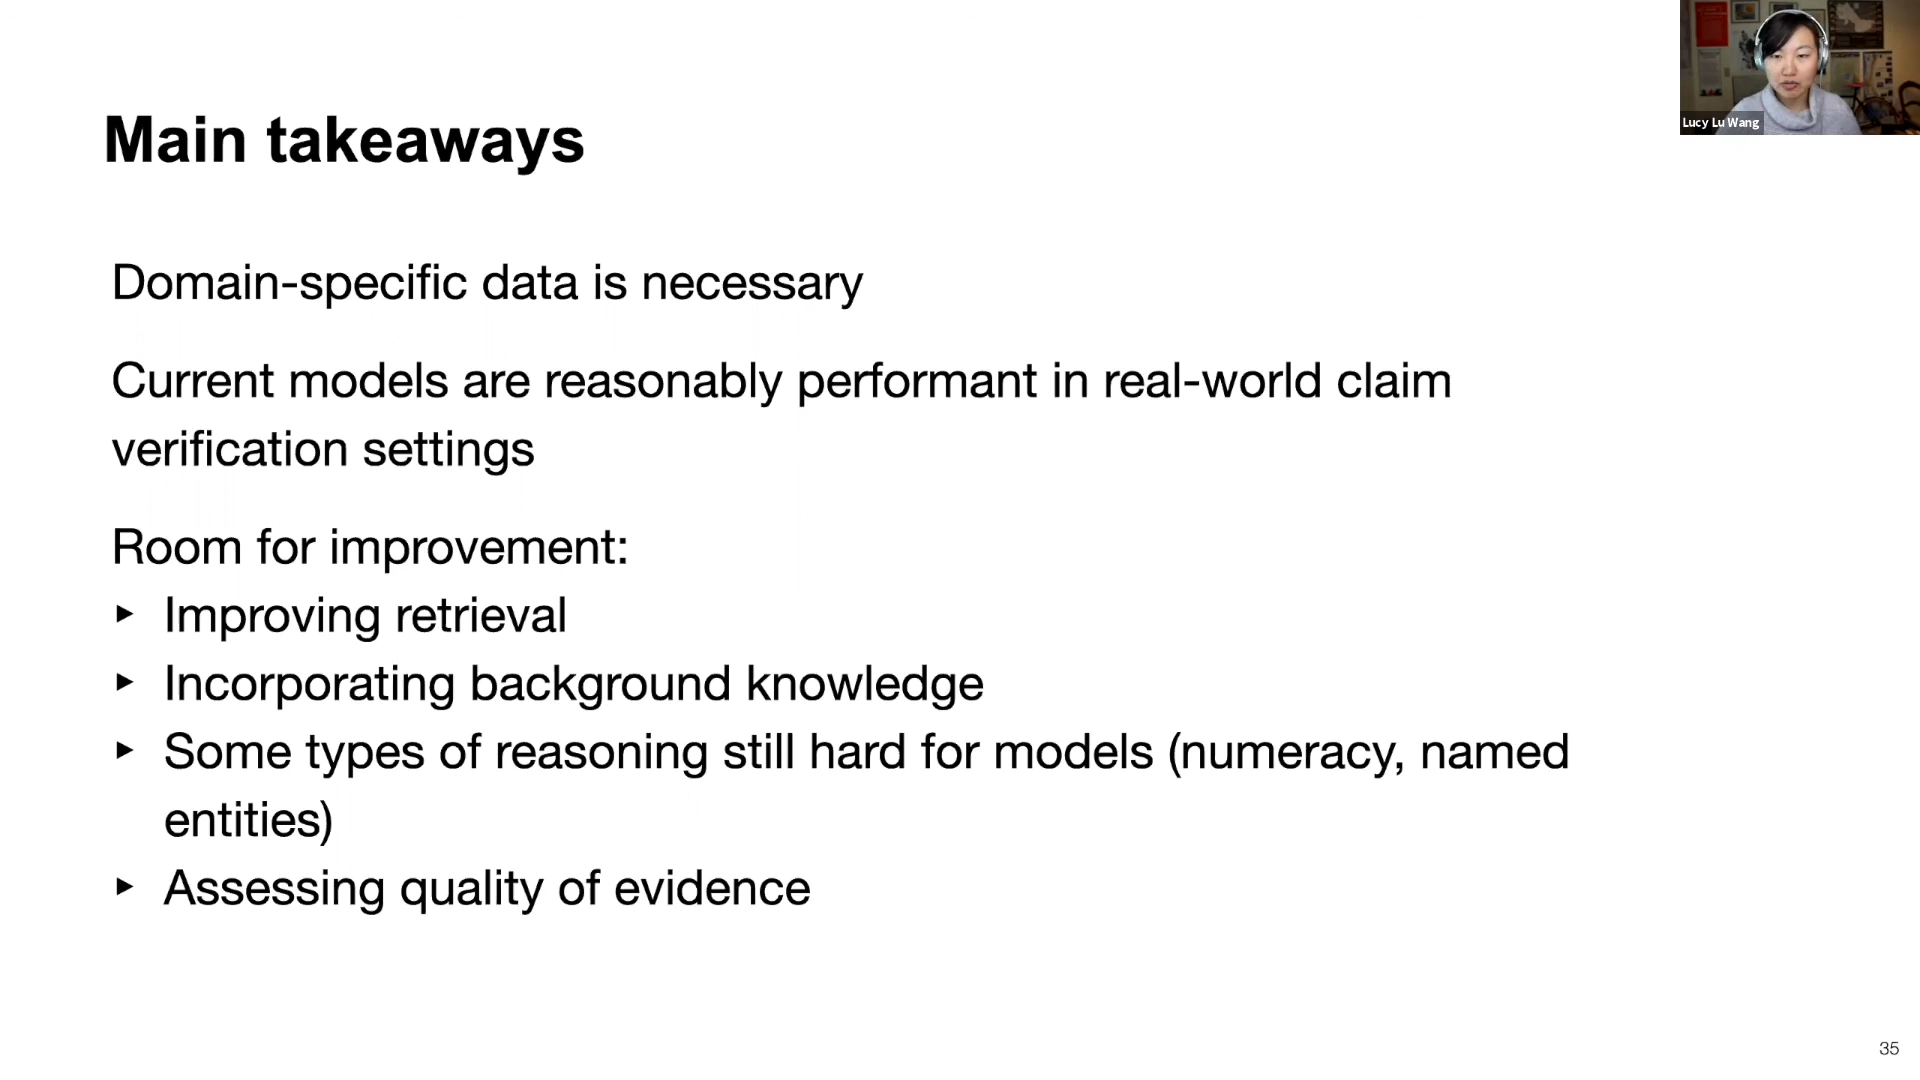 Lucy Lu Wang
Main takeaways
Domain-specific data is necessary
Current models are reasonably performant in real-world claim
verification settings
Room for improvement:
‣ Improving retrieval
‣ Incorporating background knowledge
‣ Some types of reasoning still hard for models (numeracy, named
entities)
‣ Assessing quality of evidence
35